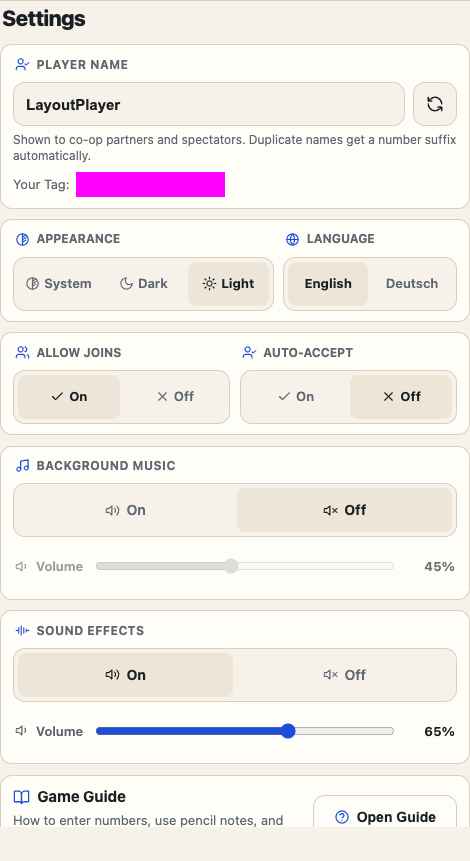 Settings
PLAYER NAME
LayoutPlayer
Shown to co-op partners and spectators. Duplicate names get a number suffix
automatically.
Your Tag:
APPEARANCE
System Dark Light
LANGUAGE
English Deutsch
ALLOW JOINS
On Off
AUTO-ACCEPT
On Off
BACKGROUND MUSIC
On Off
Volume 45%
SOUND EFFECTS
On Off
Volume 65%
Game Guide
How to enter numbers, use pencil notes, and
Open Guide